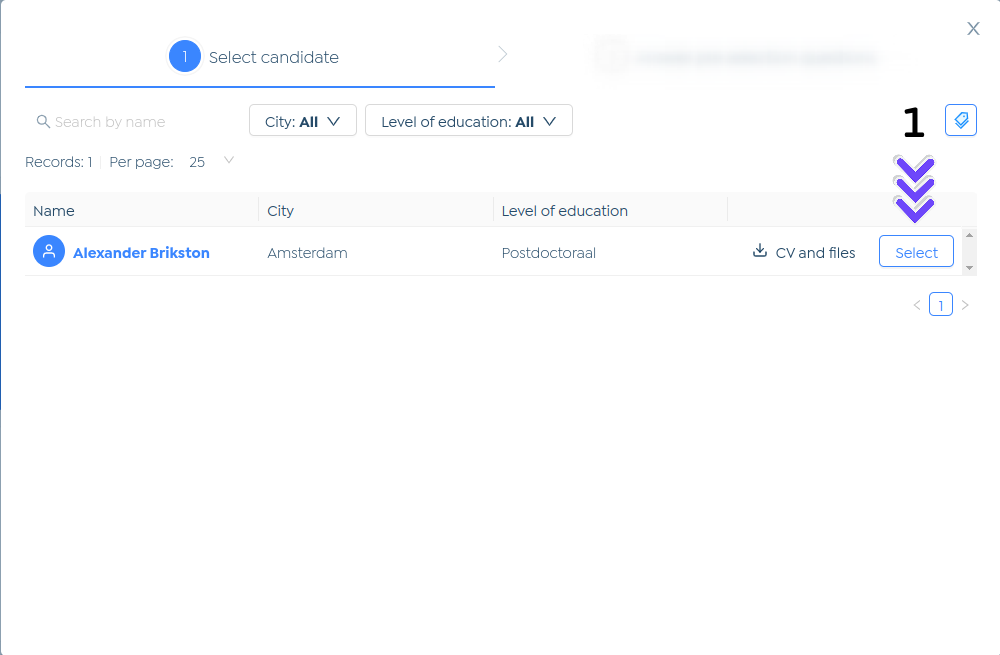 X
1 Select candidate
Search by name City: All Level of education: All 1
Records: 1 Per page: 25
Name City Level of education
Alexander Brikston Amsterdam Postdoctoraal CV and files Select
1